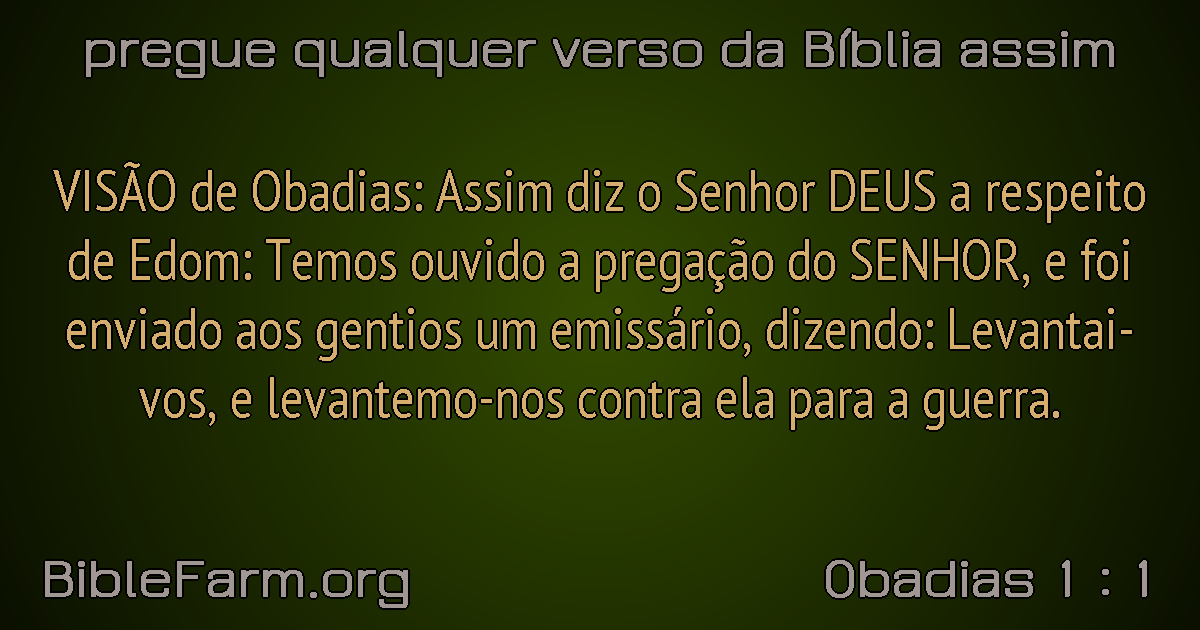 pregue qualquer verso da Bíblia assim
VISÃO de Obadias: Assim diz o Senhor DEUS a respeito
de Edom: Temos ouvido a pregação do SENHOR, e foi
enviado aos gentios um emissário, dizendo: Levantai-
vos, e levantemo-nos contra ela para a guerra.
BibleFarm.org
Obadias 1 : 1